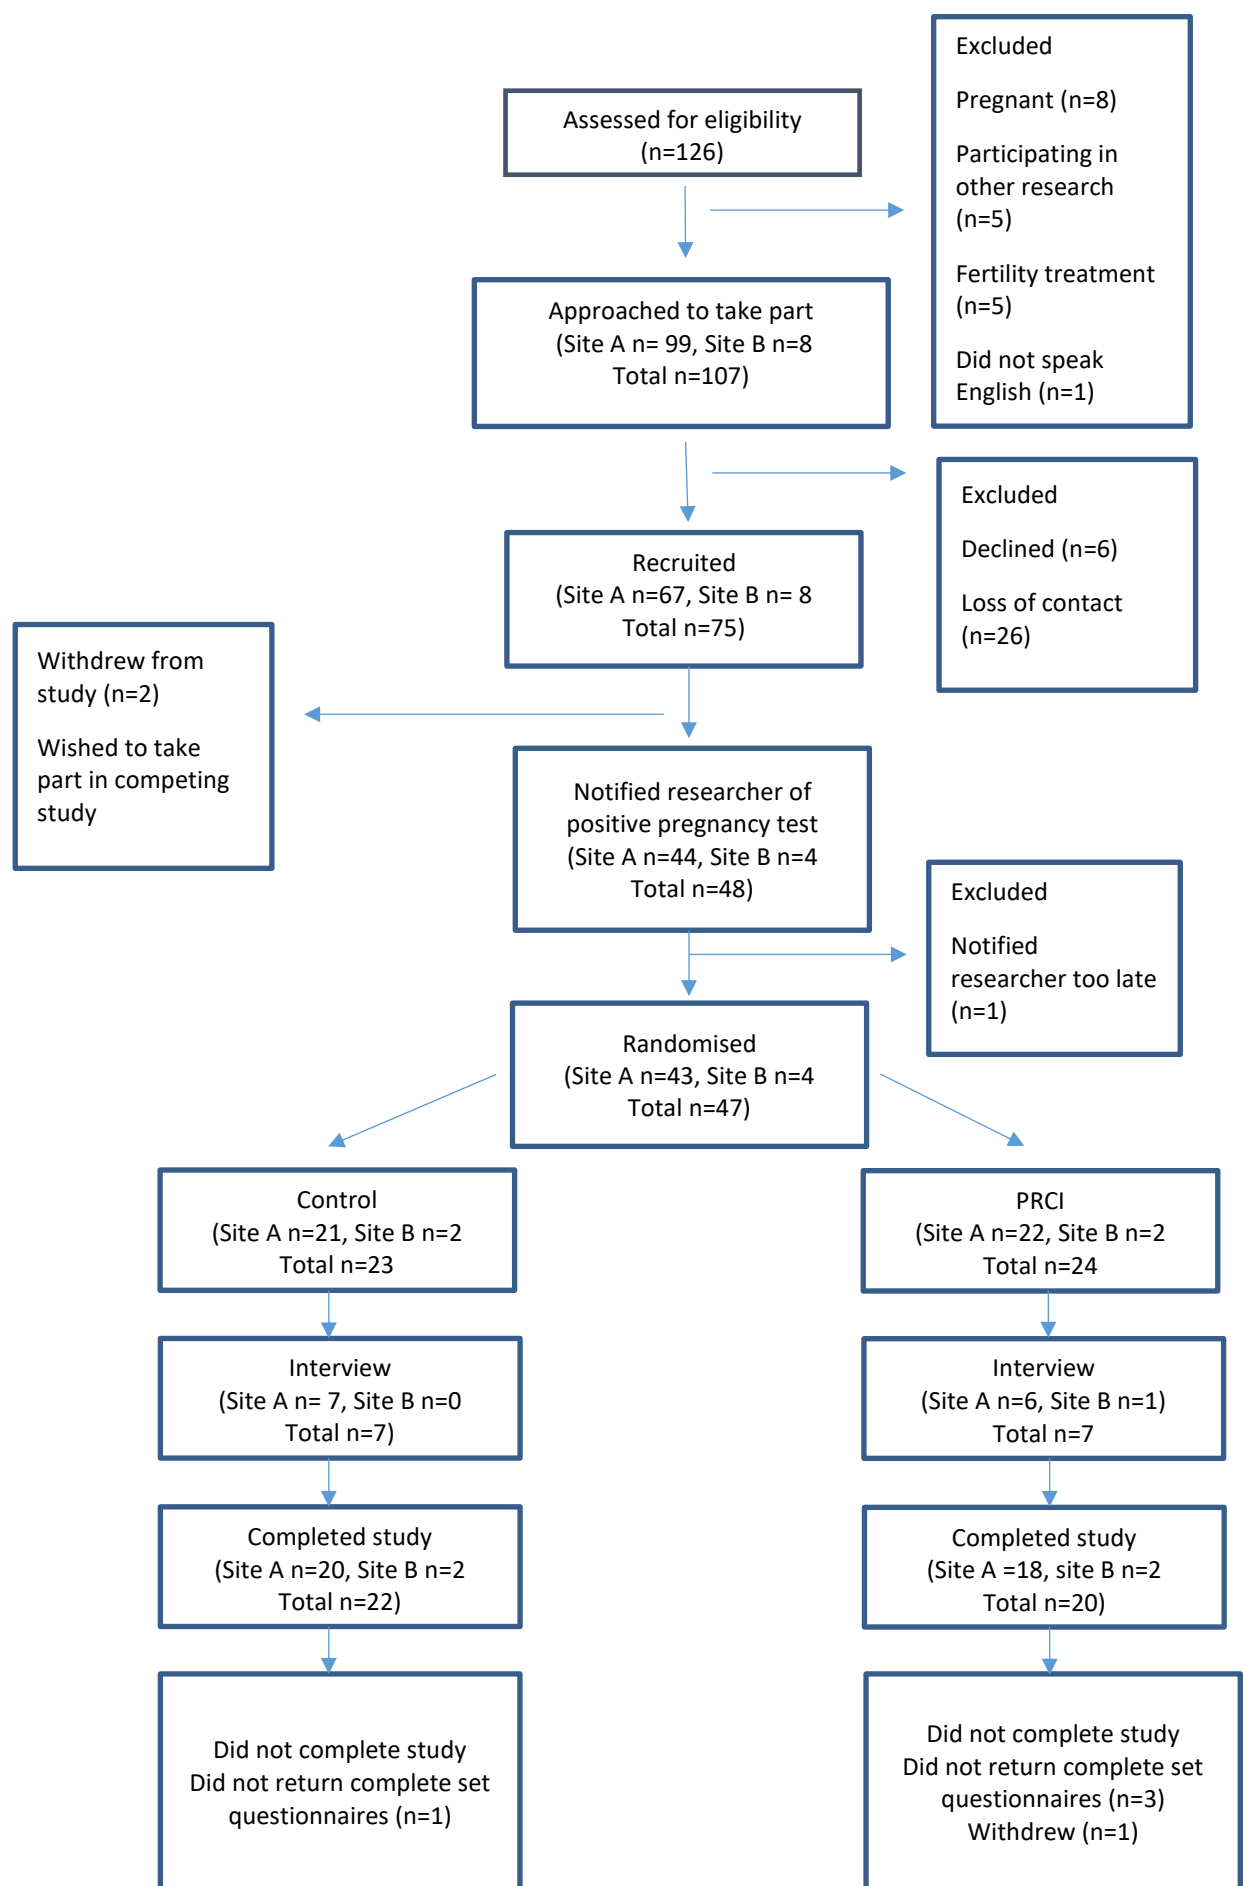 Assessed for eligibility
(n=126)
Excluded
Pregnant (n=8)
Participating in
other research
(n=5)
Fertility treatment
(n=5)
Did not speak
English (n=1)
Approached to take part
(Site A n= 99, Site B n=8
Total n=107)
Excluded
Declined (n=6)
Loss of contact
(n=26)
Recruited
(Site A n=67, Site B n= 8
Total n=75)
Withdrew from
study (n=2)
Wished to take
part in competing
study
Notified researcher of
positive pregnancy test
(Site A n=44, Site B n=4
Total n=48)
Excluded
Notified
researcher too late
(n=1)
Randomised
(Site A n=43, Site B n=4
Total n=47)
Control
(Site A n=21, Site B n=2
Total n=23
PRCI
(Site A n=22, Site B n=2
Total n=24
Interview
(Site A n= 7, Site B n=0
Total n=7)
Interview
(Site A n=6, Site B n=1)
Total n=7
Completed study
(Site A n=20, Site B n=2
Total n=22)
Completed study
(Site A =18, site B n=2
Total n=20)
Did not complete study
Did not return complete set
questionnaires (n=1)
Did not complete study
Did not return complete set
questionnaires (n=3)
Withdrew (n=1)